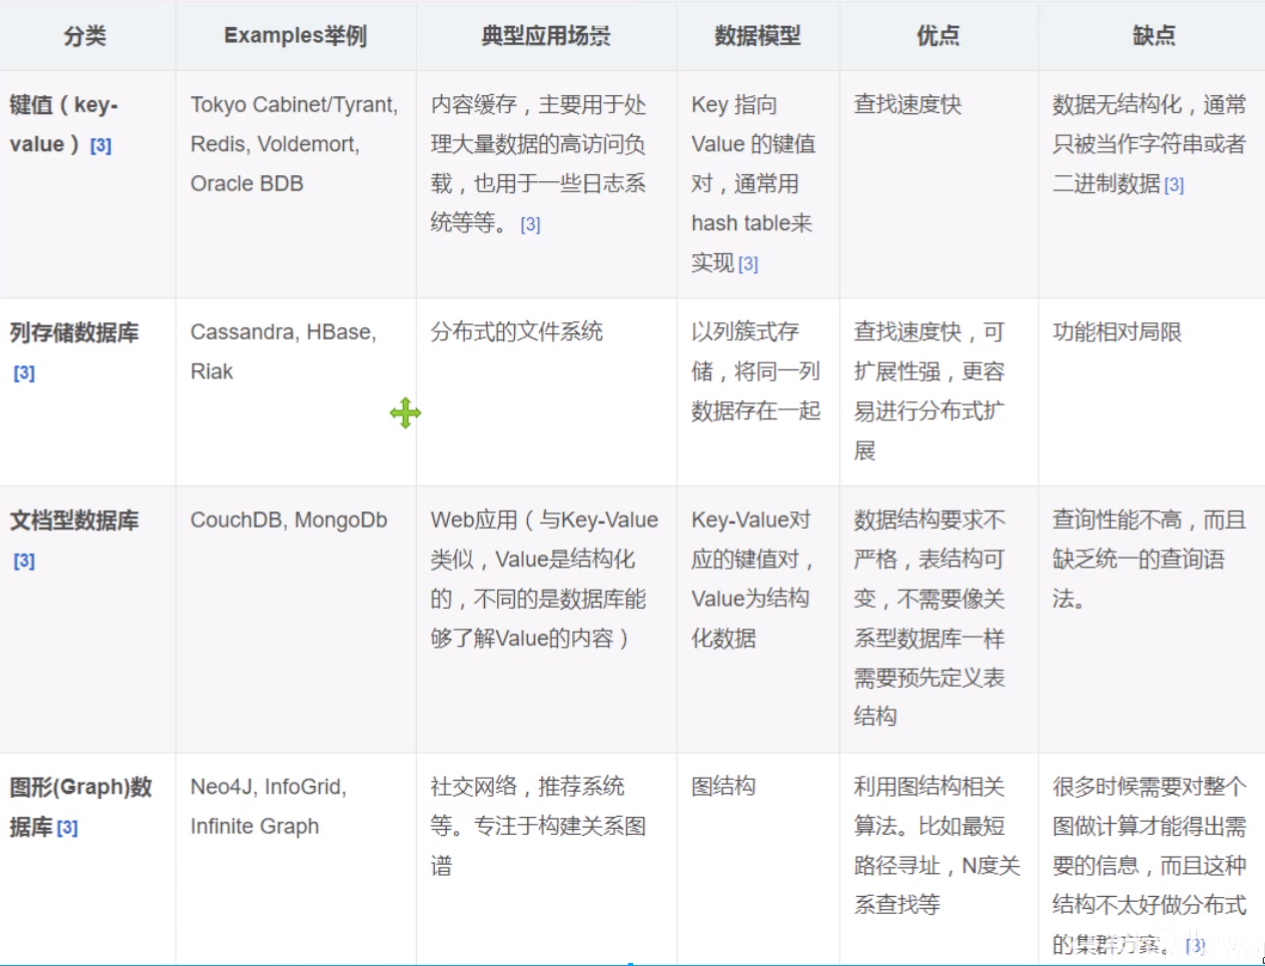 分类 Examples举例 典型应用场景 数据模型 优点 缺点
键值（key-
value）[3]
Tokyo Cabinet/Tyrant,
Redis, Voldemort,
Oracle BDB
内容缓存，主要用于处
理大量数据的高访问负
载，也用于一些日志系
统等等。[3]
Key 指向
Value 的键值
对，通常用
hash table来
实现[3]
查找速度快
数据无结构化，通常
只被当作字符串或者
二进制数据[3]
列存储数据库
[3]
Cassandra, HBase,
Riak
分布式的文件系统
以列簇式存
储，将同一列
数据存在一起
查找速度快，可
扩展性强，更容
易进行分布式扩
展
功能相对局限
文档型数据库
[3]
CouchDB, MongoDb
Web应用（与Key-Value
类似，Value是结构化
的，不同的是数据库能
够了解Value的内容）
Key-Value对
应的键值对，
Value为结构
化数据
数据结构要求不
严格，表结构可
变，不需要像关
系型数据库一样
需要预先定义表
结构
查询性能不高，而且
缺乏统一的查询语
法。
图形(Graph)数
据库[3]
Neo4J, InfoGrid,
Infinite Graph
社交网络，推荐系统
等。专注于构建关系图
谱
图结构
利用图结构相关
算法。比如最短
路径寻址，N度关
系查找等
很多时候需要对整个
图做计算才能得出需
要的信息，而且这种
结构不太好做分布式
的集群方案。[3]